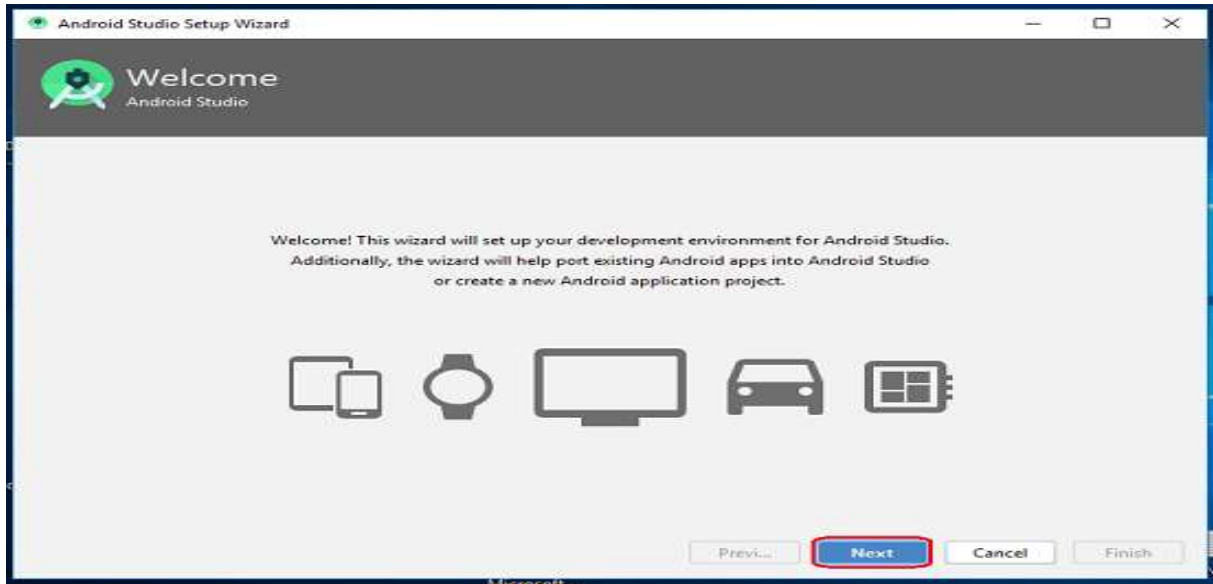 Android Studio Setup Wizard
Welcome
Android Studio
Welcome! This wizard will set up your development environment for Android Studio.
Additionally, the wizard will help port existing Android apps into Android Studio
or create a new Android application project.
Previ... Next Cancel Finish
Microsoft